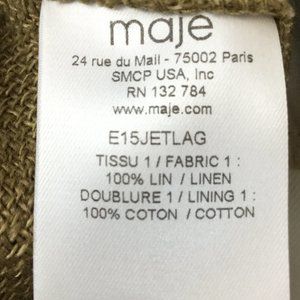 maje
24 rue du Mail - 75002 Paris
SMCP USA, Inc
RN 132 784
www.maje.com
E15JETLAG
TISSU 1 / FABRIC 1 :
100% LIN / LINEN
DOUBLURE 1 / LINING 1 :
100% COTON / COTTON